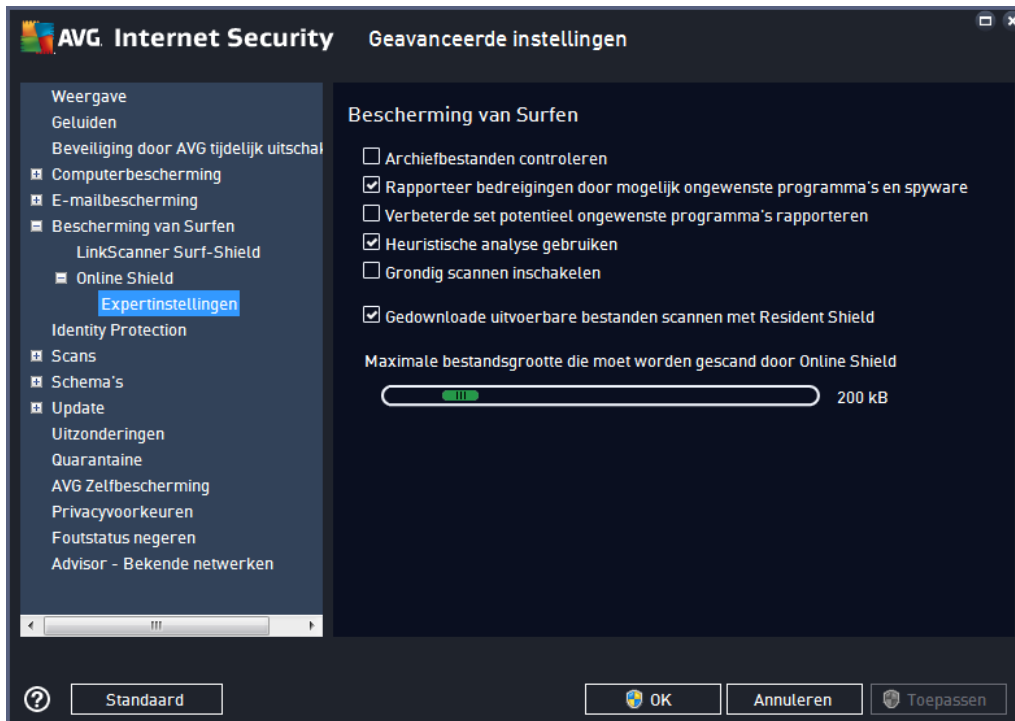 AVG. Internet Security Geavanceerde instellingen
Weergave
Geluiden
Beveiliging door AVG tijdelijk uitschak
Computerbescherming
E-mailbescherming
Bescherming van Surfen
LinkScanner Surf-Shield
Online Shield
Expertinstellingen
Identity Protection
Scans
Schema's
Update
Uitzonderingen
Quarantaine
AVG Zelfbescherming
Privacyvoorkeuren
Foutstatus negeren
Advisor - Bekende netwerken
Bescherming van Surfen
Archiefbestanden controleren
Rapporteer bedreigingen door mogelijk ongewenste programma's en spyware
Verbeterde set potentieel ongewenste programma's rapporteren
Heuristische analyse gebruiken
Grondig scannen inschakelen
Gedownloade uitvoerbare bestanden scannen met Resident Shield
Maximale bestandsgrootte die moet worden gescand door Online Shield
200 kB
? Standaard OK Annuleren Toepassen